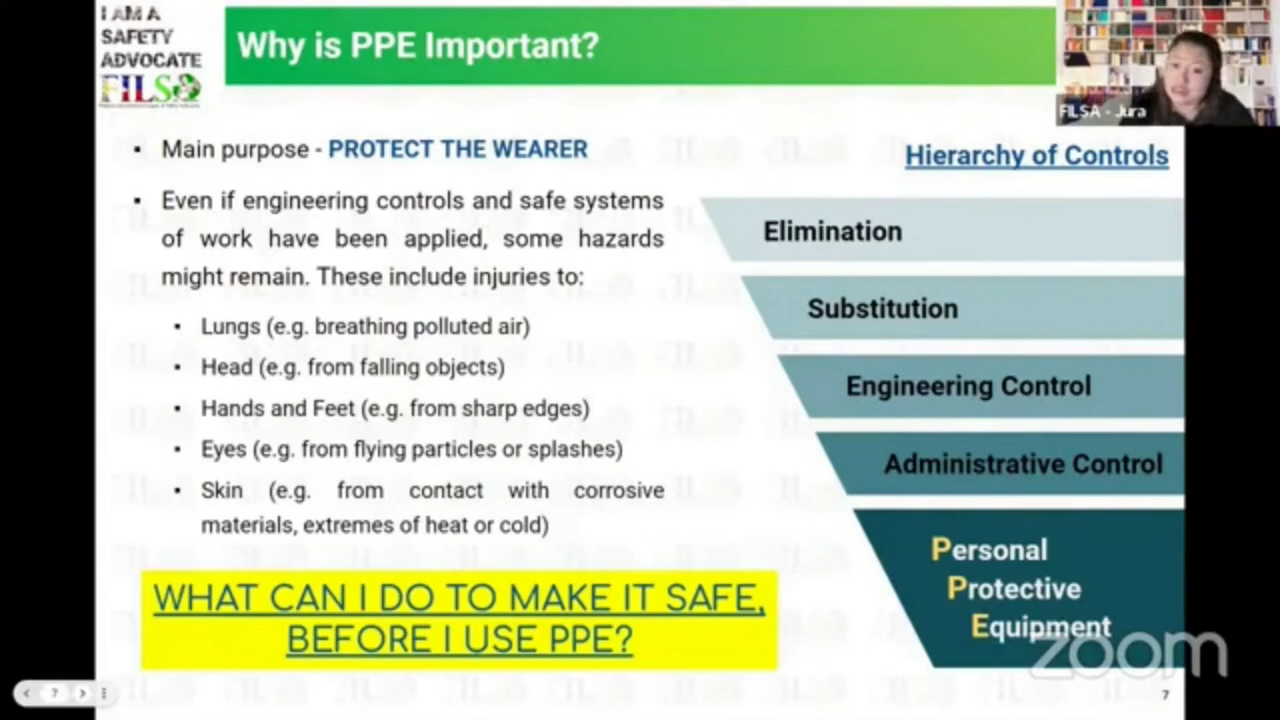 I AM A
SAFETY
ADVOCATE
FILSA
Why is PPE Important?
FILSA - Jura
Main purpose - PROTECT THE WEARER
Even if engineering controls and safe systems
of work have been applied, some hazards
might remain. These include injuries to:
Lungs (e.g. breathing polluted air)
Head (e.g. from falling objects)
Hands and Feet (e.g. from sharp edges)
Eyes (e.g. from flying particles or splashes)
Skin (e.g. from contact with corrosive
materials, extremes of heat or cold)
WHAT CAN I DO TO MAKE IT SAFE,
BEFORE I USE PPE?
Hierarchy of Controls
Elimination
Substitution
Engineering Control
Administrative Control
Personal
Protective
Equipment
zoom
7